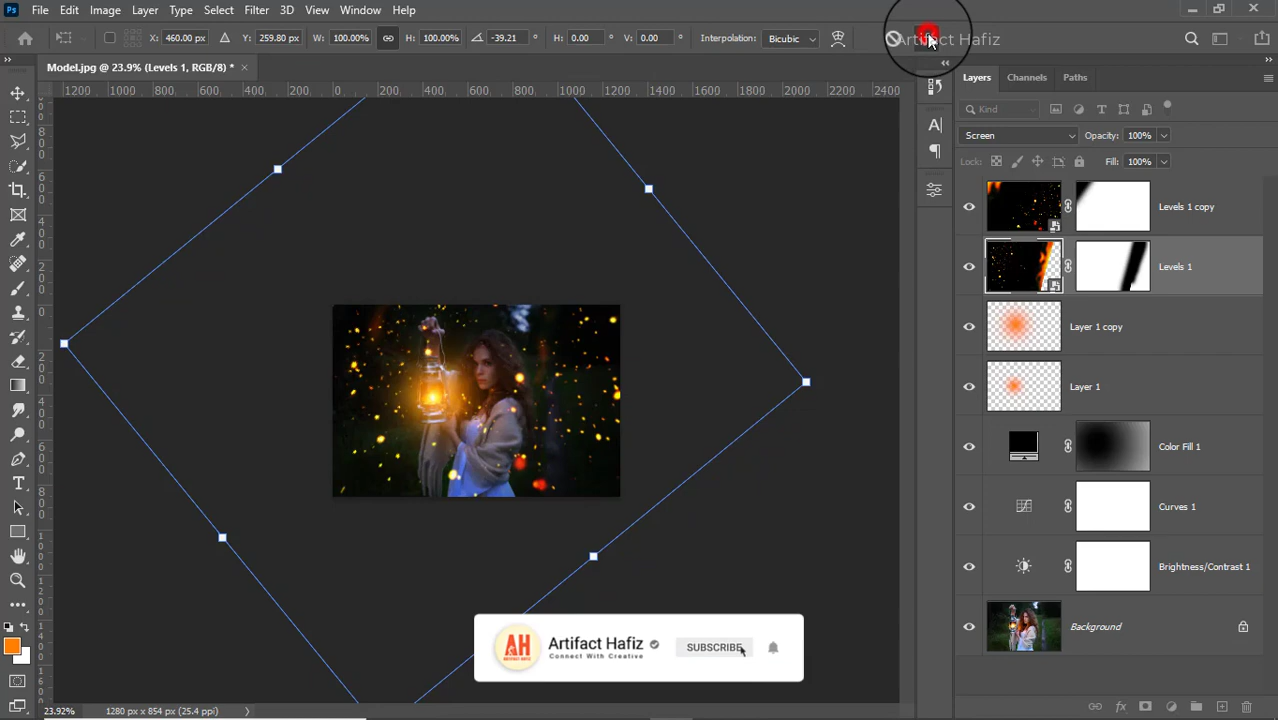 Ps File Edit Image Layer Type Select Filter 3D View Window Help
X: 460.00 px Y: 259.80 px W: 100.00% H: 100.00% -39.21 ° H: 0.00 ° V: 0.00 ° Interpolation: Bicubic Artifact Hafiz
Model.jpg @ 23.9% (Levels 1, RGB/8) *
1200 1000 800 600 400 200 0 200 400 600 800 1000 1200 1400 1600 1800 2000 2200 2400
Layers Channels Paths
Kind
Screen Opacity: 100%
Lock: Fill: 100%
Levels 1 copy
Levels 1
Layer 1 copy
Layer 1
Color Fill 1
Curves 1
Brightness/Contrast 1
Background
AH Artifact Hafiz SUBSCRIBE
Connect With Creative
23.92% 1280 px x 854 px (25.4 ppi)